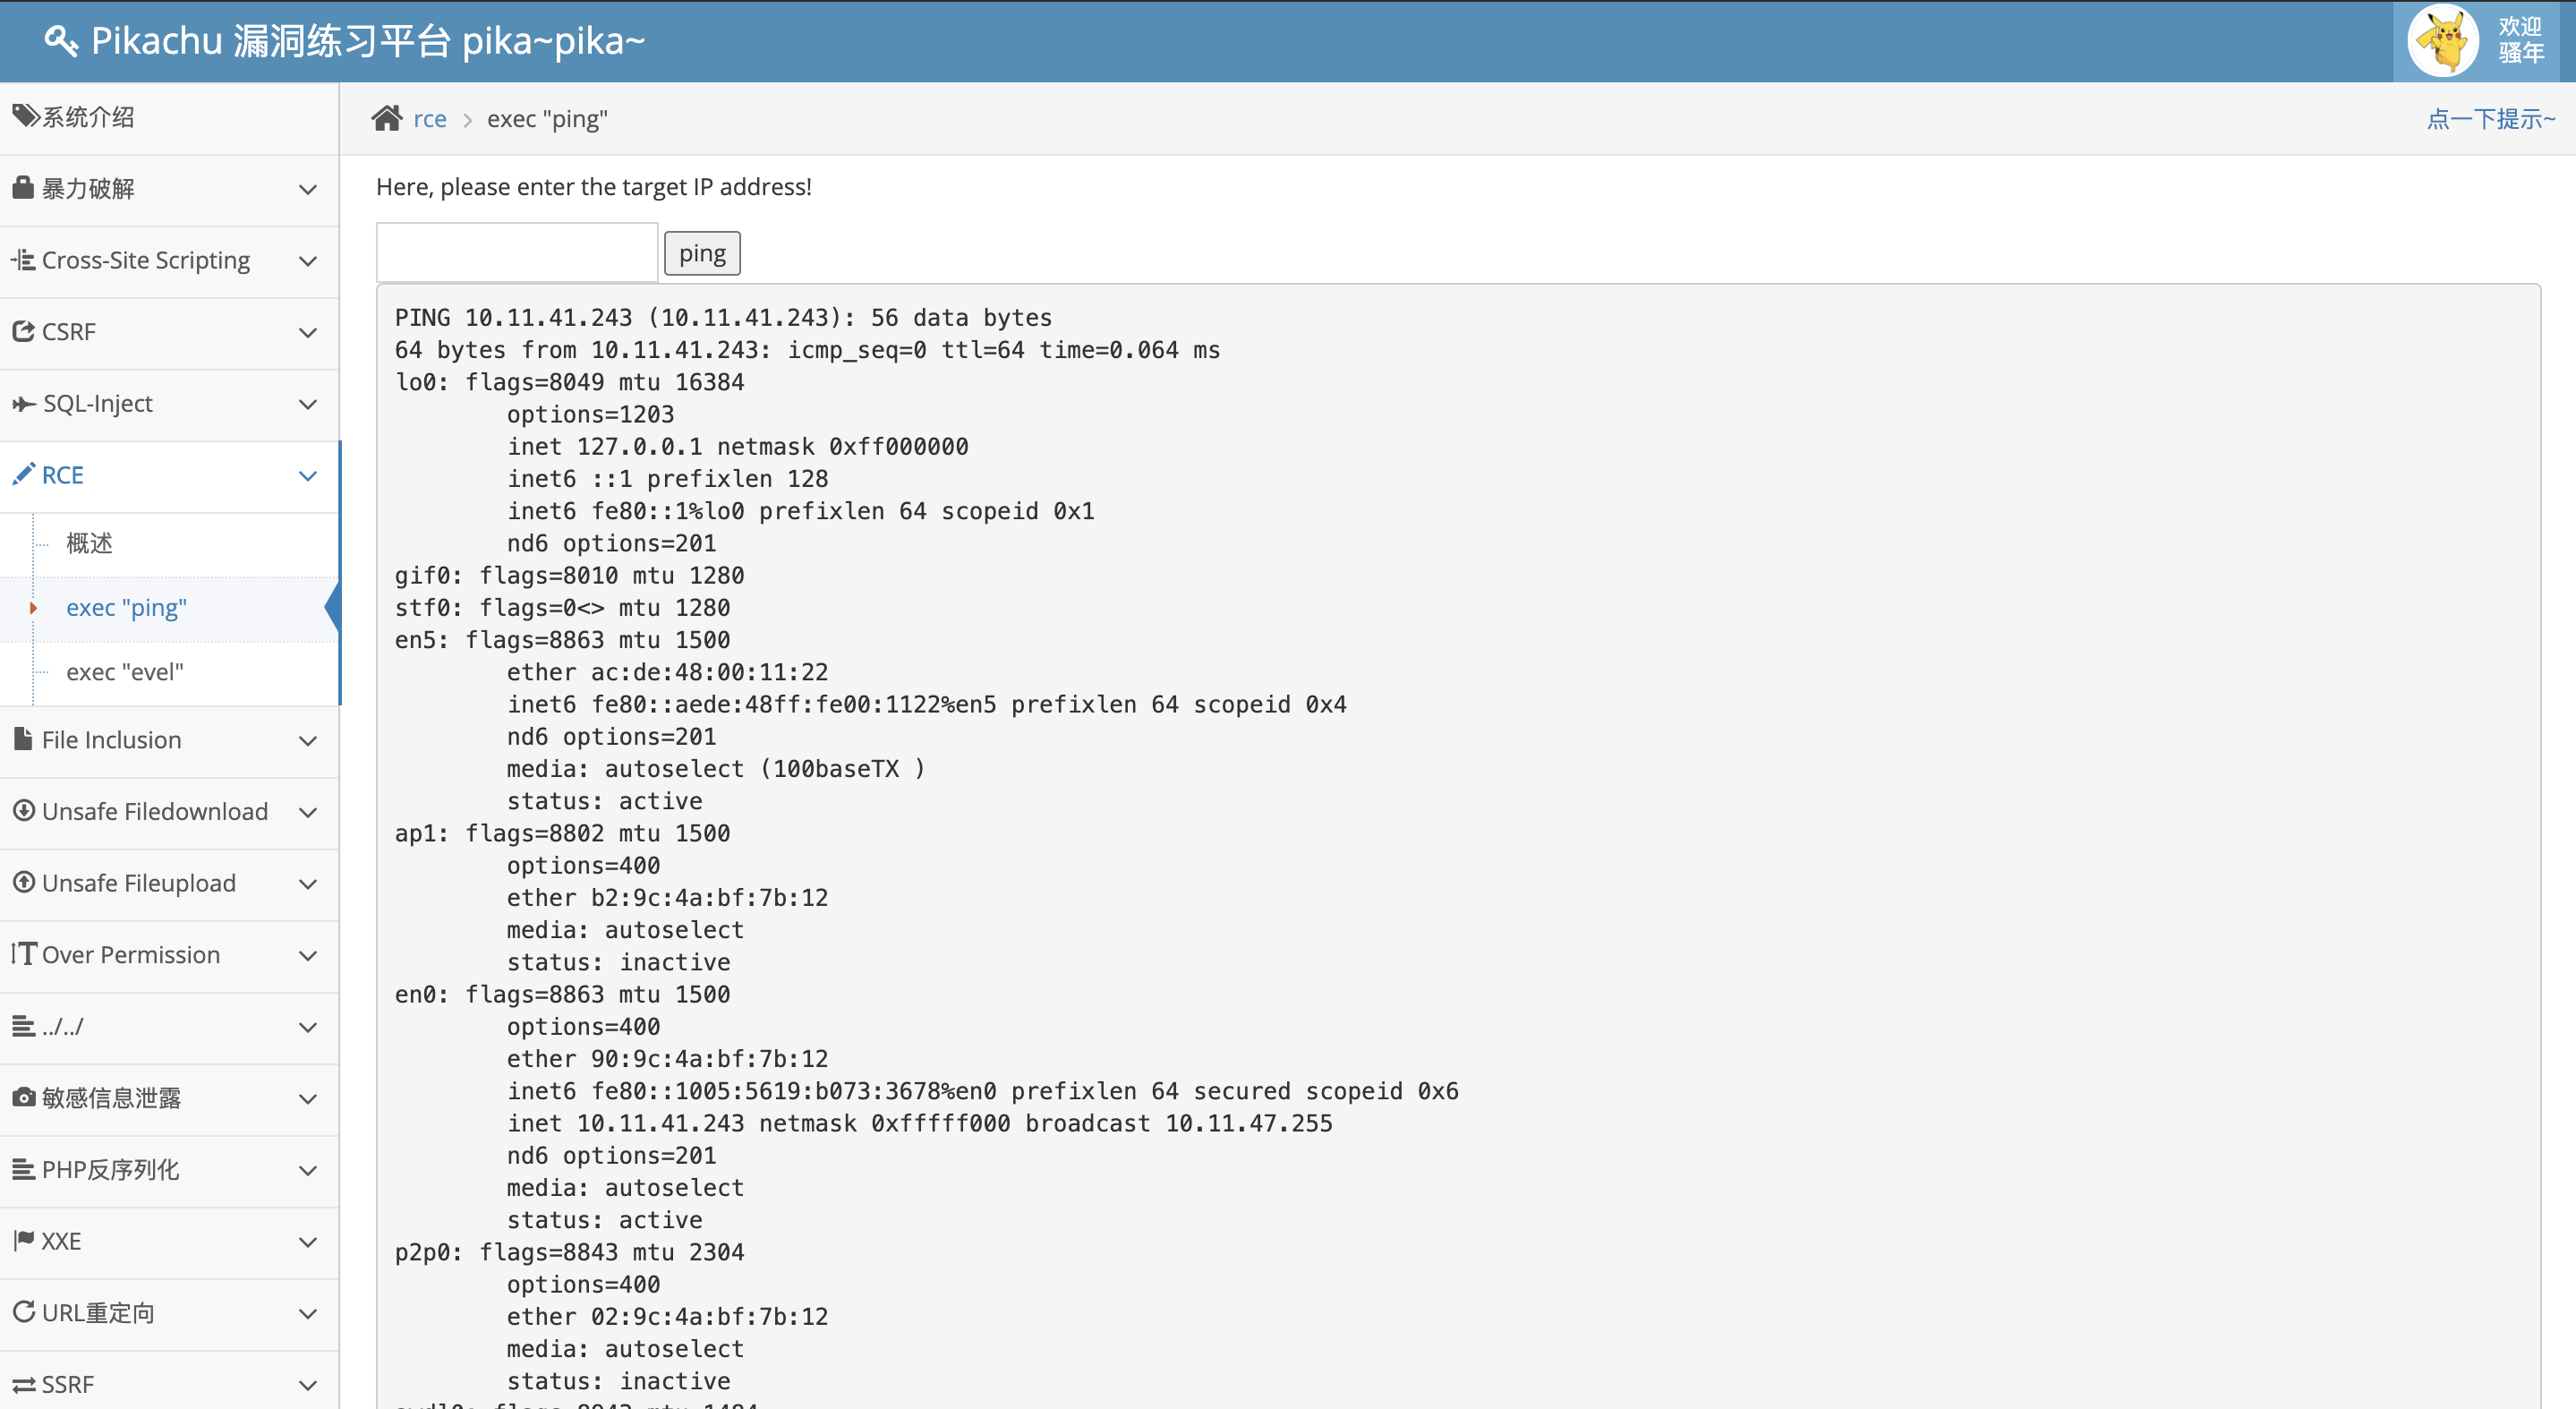 Pikachu 漏洞练习平台 pika~pika~
欢迎
骚年
系统介绍
暴力破解
Cross-Site Scripting
CSRF
SQL-Inject
RCE
概述
exec "ping"
exec "evel"
File Inclusion
Unsafe Filedownload
Unsafe Fileupload
Over Permission
../../
敏感信息泄露
PHP反序列化
XXE
URL重定向
SSRF
rce > exec "ping"
点一下提示~
Here, please enter the target IP address!
ping
PING 10.11.41.243 (10.11.41.243): 56 data bytes
64 bytes from 10.11.41.243: icmp_seq=0 ttl=64 time=0.064 ms
lo0: flags=8049 mtu 16384
options=1203
inet 127.0.0.1 netmask 0xff000000
inet6 ::1 prefixlen 128
inet6 fe80::1%lo0 prefixlen 64 scopeid 0x1
nd6 options=201
gif0: flags=8010 mtu 1280
stf0: flags=0<> mtu 1280
en5: flags=8863 mtu 1500
ether ac:de:48:00:11:22
inet6 fe80::aede:48ff:fe00:1122%en5 prefixlen 64 scopeid 0x4
nd6 options=201
media: autoselect (100baseTX )
status: active
ap1: flags=8802 mtu 1500
options=400
ether b2:9c:4a:bf:7b:12
media: autoselect
status: inactive
en0: flags=8863 mtu 1500
options=400
ether 90:9c:4a:bf:7b:12
inet6 fe80::1005:5619:b073:3678%en0 prefixlen 64 secured scopeid 0x6
inet 10.11.41.243 netmask 0xfffff000 broadcast 10.11.47.255
nd6 options=201
media: autoselect
status: active
p2p0: flags=8843 mtu 2304
options=400
ether 02:9c:4a:bf:7b:12
media: autoselect
status: inactive